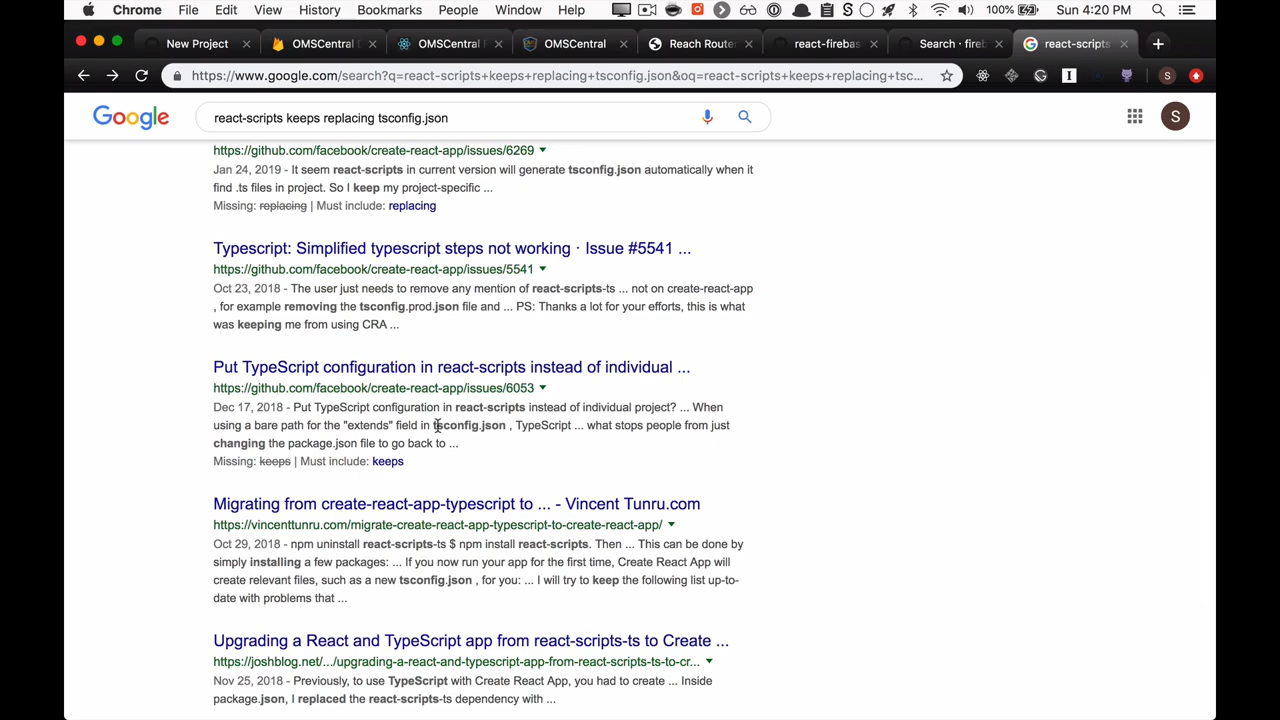 Chrome File Edit View History Bookmarks People Window Help 100% Sun 4:20 PM
New Project OMSCentral OMSCentral OMSCentral Reach Route react-firebas Search · fireb react-scripts
https://www.google.com/search?q=react-scripts+keeps+replacing+tsconfig.json&oq=react-scripts+keeps+replacing+tsc... S
Google react-scripts keeps replacing tsconfig.json S
https://github.com/facebook/create-react-app/issues/6269
Jan 24, 2019 - It seem react-scripts in current version will generate tsconfig.json automatically when it
find .ts files in project. So I keep my project-specific ...
Missing: replacing | Must include: replacing
Typescript: Simplified typescript steps not working · Issue #5541 ...
https://github.com/facebook/create-react-app/issues/5541
Oct 23, 2018 - The user just needs to remove any mention of react-scripts-ts ... not on create-react-app
, for example removing the tsconfig.prod.json file and ... PS: Thanks a lot for your efforts, this is what
was keeping me from using CRA ...
Put TypeScript configuration in react-scripts instead of individual ...
https://github.com/facebook/create-react-app/issues/6053
Dec 17, 2018 - Put TypeScript configuration in react-scripts instead of individual project? ... When
using a bare path for the "extends" field in tsconfig.json , TypeScript ... what stops people from just
changing the package.json file to go back to ...
Missing: keeps | Must include: keeps
Migrating from create-react-app-typescript to ... - Vincent Tunru.com
https://vincenttunru.com/migrate-create-react-app-typescript-to-create-react-app/
Oct 29, 2018 - npm uninstall react-scripts-ts $ npm install react-scripts. Then ... This can be done by
simply installing a few packages: ... If you now run your app for the first time, Create React App will
create relevant files, such as a new tsconfig.json , for you: ... I will try to keep the following list up-to-
date with problems that ...
Upgrading a React and TypeScript app from react-scripts-ts to Create ...
https://joshblog.net/.../upgrading-a-react-and-typescript-app-from-react-scripts-ts-to-cr...
Nov 25, 2018 - Previously, to use TypeScript with Create React App, you had to create ... Inside
package.json, I replaced the react-scripts-ts dependency with ...